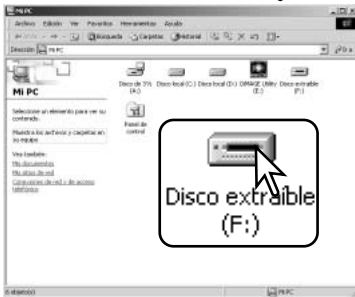 Mi PC
Archivo Edición Ver Favoritos Herramientas Ayuda
Búsqueda Carpetas Historial
Dirección Mi PC Ir a
Mi PC
Disco de 3½ (A:)
Disco local (C:)
Disco local (D:)
DiMAGE Utility (E:)
Disco extraíble (F:)
Panel de control
Seleccione un elemento para ver su
contenido.
Muestra los archivos y carpetas en
su equipo
Vea también:
Mis documentos
Mis sitios de red
Conexiones de red y de acceso
telefónico
Disco extraíble
(F:)
6 objeto(s)
Mi PC